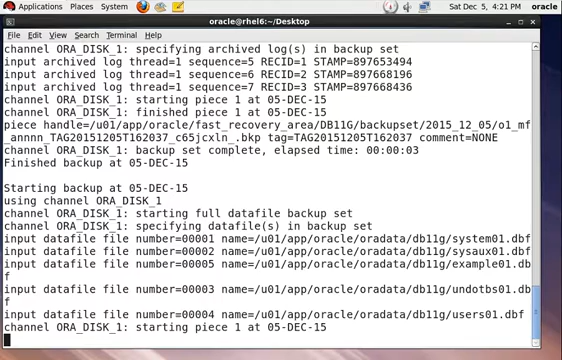 Applications Places System Sat Dec 5, 4:21 PM oracle
oracle@rhel6:~/Desktop
File Edit View Search Terminal Help
channel ORA_DISK_1: specifying archived log(s) in backup set
input archived log thread=1 sequence=5 RECID=1 STAMP=897653494
input archived log thread=1 sequence=6 RECID=2 STAMP=897668196
input archived log thread=1 sequence=7 RECID=3 STAMP=897668436
channel ORA_DISK_1: starting piece 1 at 05-DEC-15
channel ORA_DISK_1: finished piece 1 at 05-DEC-15
piece handle=/u01/app/oracle/fast_recovery_area/DB11G/backupset/2015_12_05/o1_mf
_annnn_TAG20151205T162037_c65jcxln_.bkp tag=TAG20151205T162037 comment=NONE
channel ORA_DISK_1: backup set complete, elapsed time: 00:00:03
Finished backup at 05-DEC-15
Starting backup at 05-DEC-15
using channel ORA_DISK_1
channel ORA_DISK_1: starting full datafile backup set
channel ORA_DISK_1: specifying datafile(s) in backup set
input datafile file number=00001 name=/u01/app/oracle/oradata/db11g/system01.dbf
input datafile file number=00002 name=/u01/app/oracle/oradata/db11g/sysaux01.dbf
input datafile file number=00005 name=/u01/app/oracle/oradata/db11g/example01.db
f
input datafile file number=00003 name=/u01/app/oracle/oradata/db11g/undotbs01.db
f
input datafile file number=00004 name=/u01/app/oracle/oradata/db11g/users01.dbf
channel ORA_DISK_1: starting piece 1 at 05-DEC-15